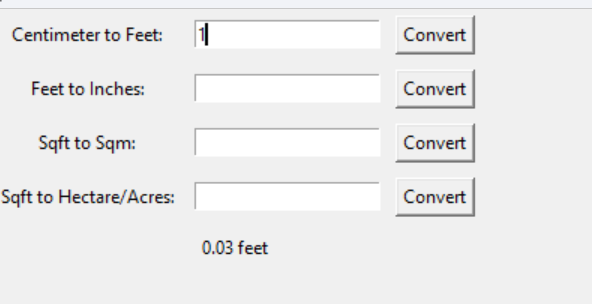 Centimeter to Feet: 1 Convert
Feet to Inches: Convert
Sqft to Sqm: Convert
Sqft to Hectare/Acres: Convert
0.03 feet